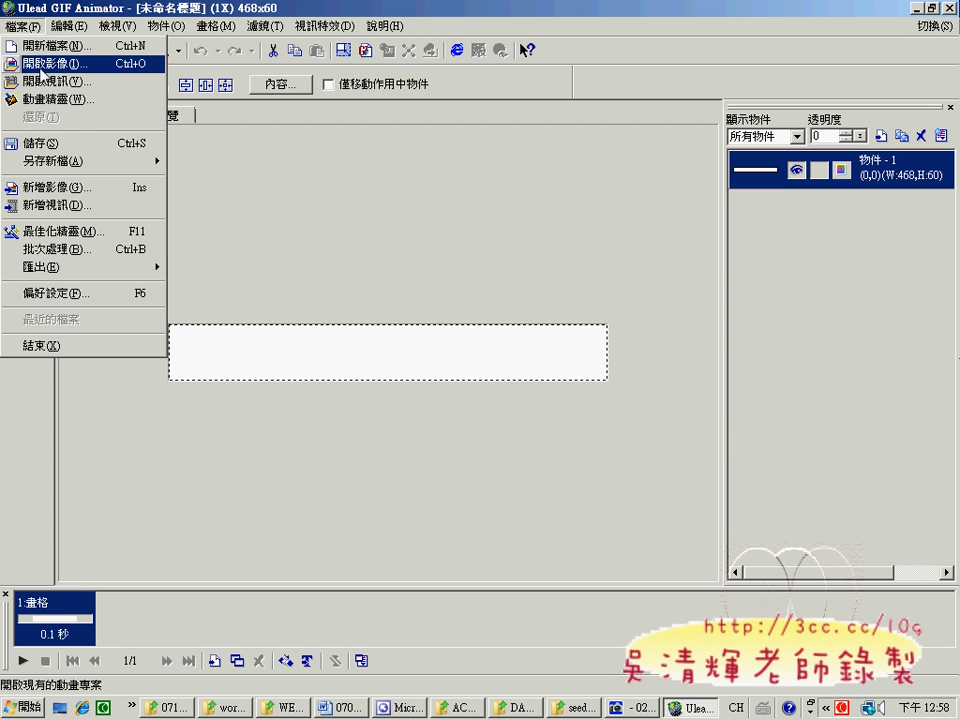 Ulead GIF Animator - [未命名標題] (1X) 468x60
檔案(F) 編輯(E) 檢視(V) 物件(O) 畫格(M) 濾鏡(T) 視訊特效(D) 說明(H) 切換(S)
開新檔案(N)... Ctrl+N
開啟影像(I)... Ctrl+O
開啟視訊(Y)...
動畫精靈(W)...
還原(T)
儲存(S) Ctrl+S
另存新檔(A)
新增影像(G)... Ins
新增視訊(D)...
最佳化精靈(M)... F11
批次處理(B)... Ctrl+B
匯出(E)
偏好設定(F)... F6
最近的檔案
結束(X)
內容... 僅移動作用中物件
覽
顯示物件 透明度
所有物件 0
物件 - 1
(0,0)(W:468,H:60)
1:畫格
0.1 秒
1/1
http://3cc.cc/10g
吳清輝老師錄製
開啟現有的動畫專案
開始 » 071... wor... WE... 070... Micr... AC... DA... seed... - 02... Ulea... CH « 下午 12:58